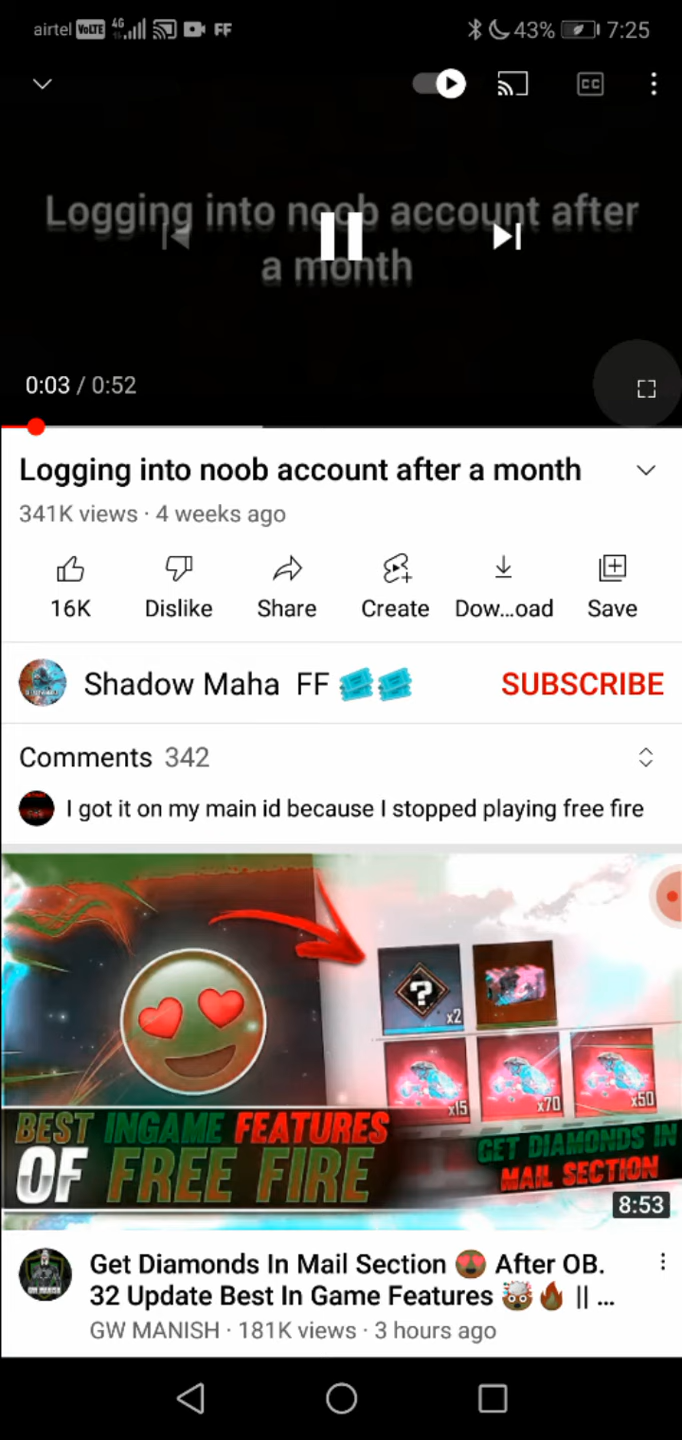 airtel VoLTE 4G FF 43% 7:25
CC
Logging into noob account after
a month
0:03 / 0:52
Logging into noob account after a month
341K views · 4 weeks ago
16K Dislike Share Create Dow...oad Save
Shadow Maha FF 🎟️🎟️ SUBSCRIBE
Comments 342
I got it on my main id because I stopped playing free fire
? x2
x15 x70 x50
BEST INGAME FEATURES
OF FREE FIRE
GET DIAMONDS IN
MAIL SECTION
8:53
Get Diamonds In Mail Section 😍 After OB.
32 Update Best In Game Features 🤯🔥 || ...
GW MANISH · 181K views · 3 hours ago